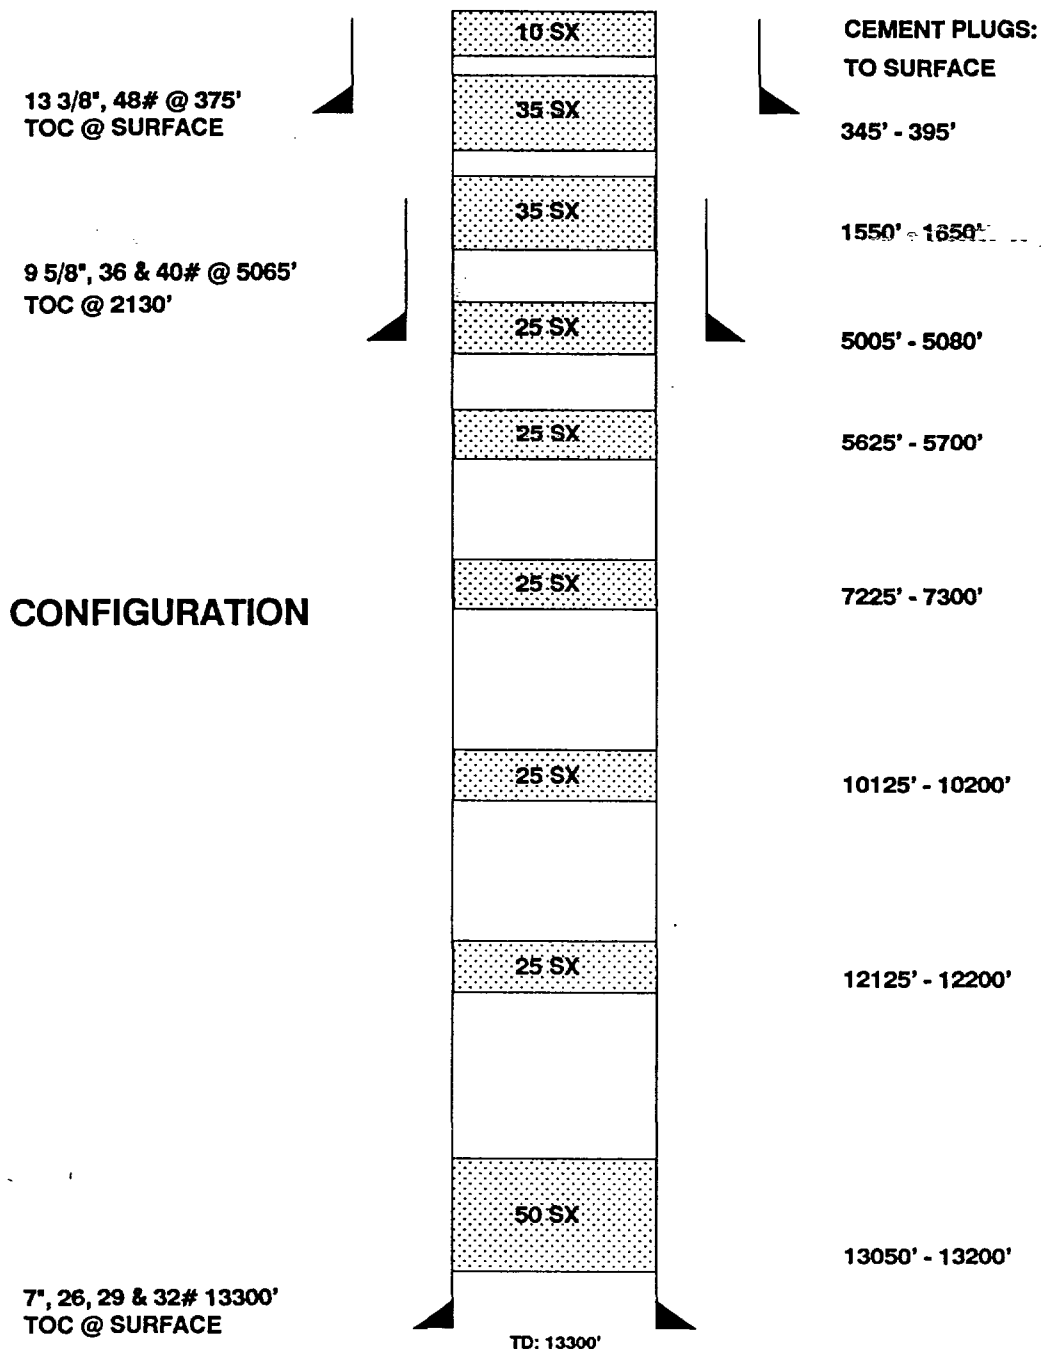 10 SX
CEMENT PLUGS:
TO SURFACE
13 3/8", 48# @ 375'
TOC @ SURFACE
35 SX
345' - 395'
35 SX
1550' - 1650'
9 5/8", 36 & 40# @ 5065'
TOC @ 2130'
25 SX
5005' - 5080'
25 SX
5625' - 5700'
25 SX
7225' - 7300'
CONFIGURATION
25 SX
10125' - 10200'
25 SX
12125' - 12200'
50 SX
13050' - 13200'
7", 26, 29 & 32# 13300'
TOC @ SURFACE
TD: 13300'